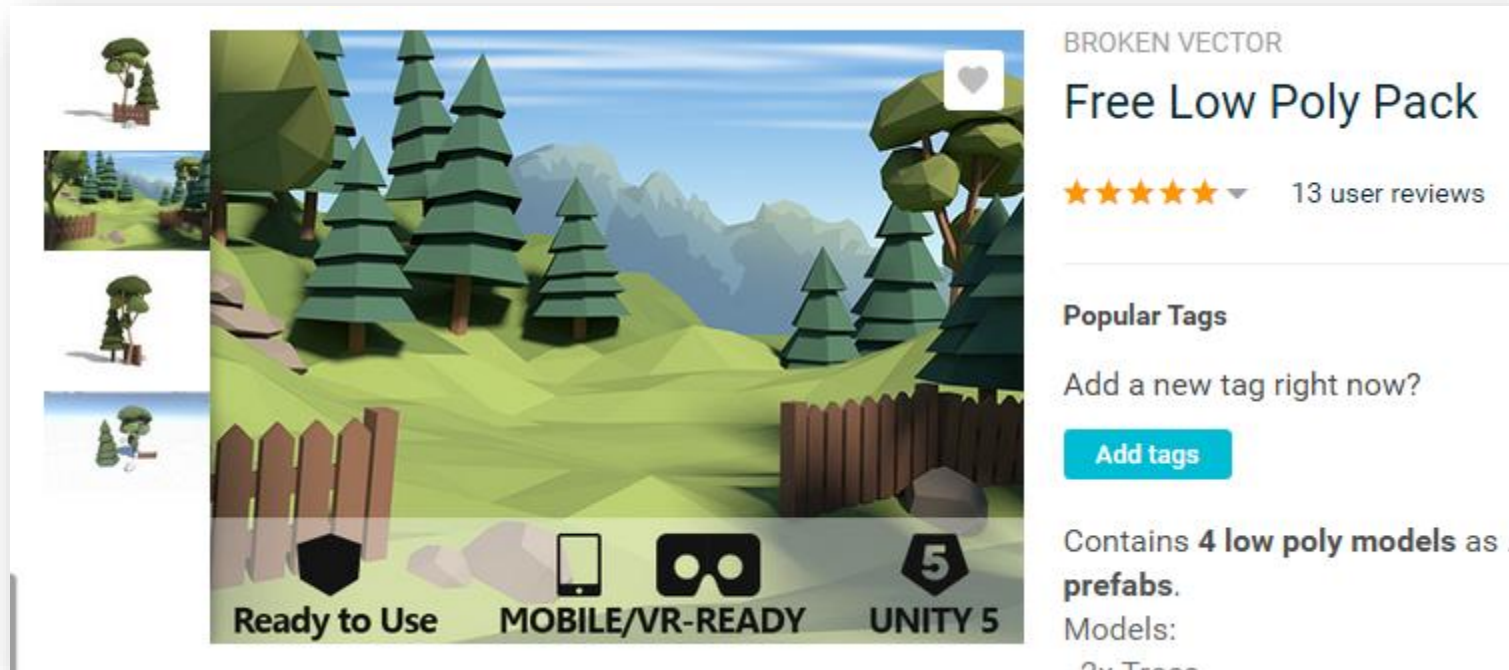 BROKEN VECTOR
Free Low Poly Pack
13 user reviews
Popular Tags
Add a new tag right now?
Add tags
Contains 4 low poly models as
prefabs.
Models:
5
Ready to Use
MOBILE/VR-READY
UNITY 5